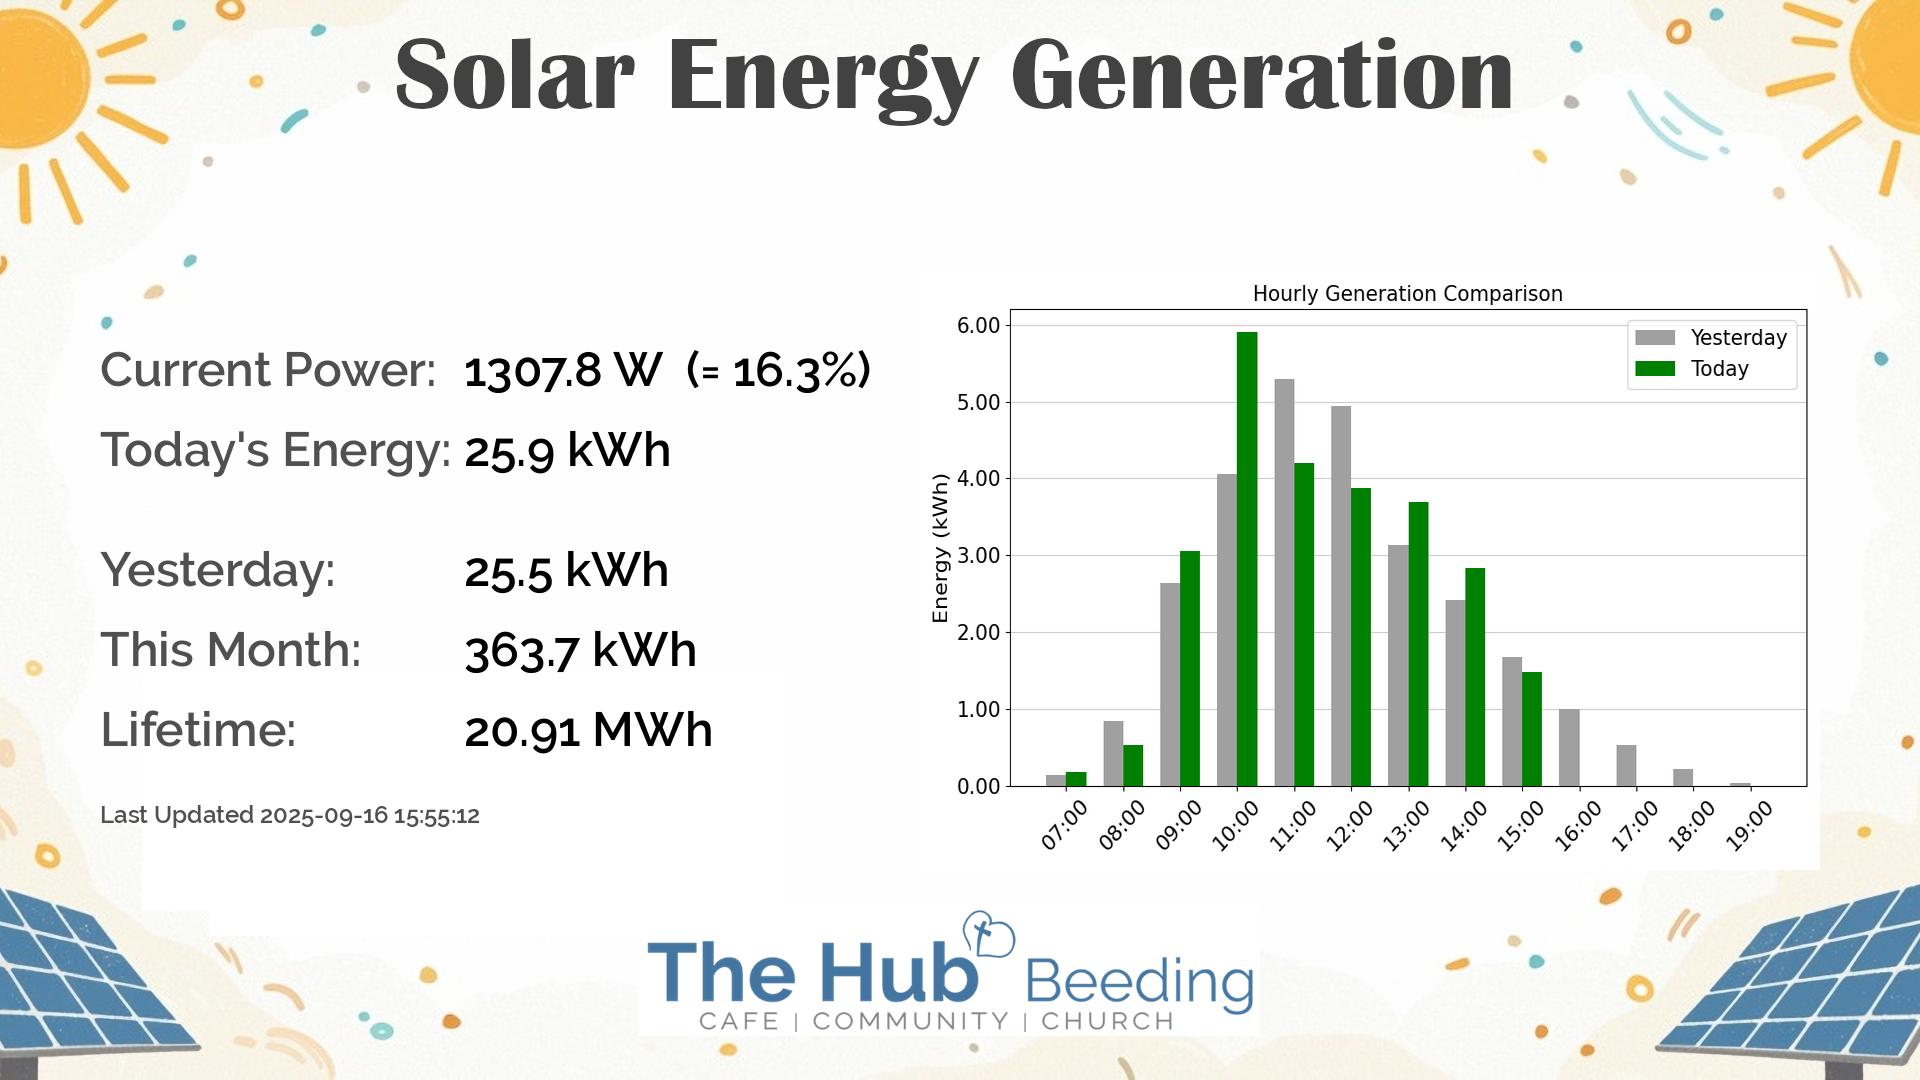 Solar Energy Generation
Current Power: 1307.8 W (= 16.3%)
Today's Energy: 25.9 kWh
Yesterday: 25.5 kWh
This Month: 363.7 kWh
Lifetime: 20.91 MWh
Last Updated 2025-09-16 15:55:12
Hourly Generation Comparison
Yesterday
Today
Energy (kWh)
6.00
5.00
4.00
3.00
2.00
1.00
0.00
07:00 08:00 09:00 10:00 11:00 12:00 13:00 14:00 15:00 16:00 17:00 18:00 19:00
The Hub Beeding
CAFE | COMMUNITY | CHURCH